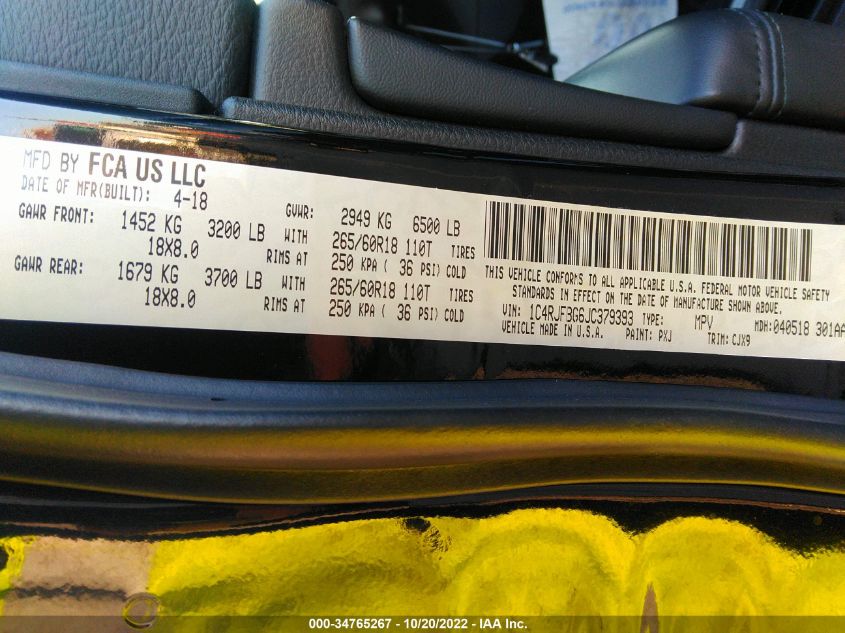 MFD BY FCA US LLC
DATE OF MFR(BUILT): 4-18
GAWR FRONT: 1452 KG 3200 LB WITH
18X8.0 RIMS AT
GAWR REAR: 1679 KG 3700 LB WITH
18X8.0 RIMS AT
GVWR: 2949 KG 6500 LB
265/60R18 110T TIRES
250 KPA ( 36 PSI) COLD
265/60R18 110T TIRES
250 KPA ( 36 PSI) COLD
THIS VEHICLE CONFORMS TO ALL APPLICABLE U.S.A. FEDERAL MOTOR VEHICLE SAFETY
STANDARDS IN EFFECT ON THE DATE OF MANUFACTURE SHOWN ABOVE.
VIN: 1C4RJF3G6JC379393 TYPE: MPV MDH:040518 301AA
VEHICLE MADE IN U.S.A. PAINT: PXJ TRIM: CJX9
000-34765267 - 10/20/2022 - IAA Inc.